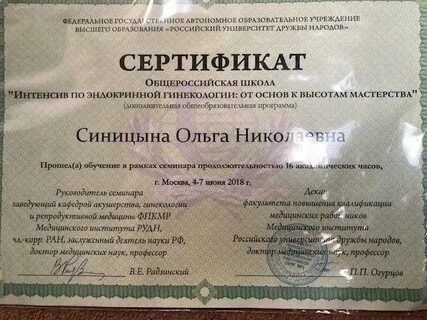 ФЕДЕРАЛЬНОЕ ГОСУДАРСТВЕННОЕ АВТОНОМНОЕ ОБРАЗОВАТЕЛЬНОЕ УЧРЕЖДЕНИЕ
ВЫСШЕГО ОБРАЗОВАНИЯ «РОССИЙСКИЙ УНИВЕРСИТЕТ ДРУЖБЫ НАРОДОВ»
СЕРТИФИКАТ
ОБЩЕРОССИЙСКАЯ ШКОЛА
"ИНТЕНСИВ ПО ЭНДОКРИННОЙ ГИНЕКОЛОГИИ: ОТ ОСНОВ К ВЫСОТАМ МАСТЕРСТВА"
(дополнительная общеобразовательная программа)
Синицына Ольга Николаевна
Прошел(а) обучение в рамках семинара продолжительностью 16 академических часов,
г. Москва, 4-7 июня 2018 г.
Руководитель семинара
заведующий кафедрой акушерства, гинекологии
и репродуктивной медицины ФПКМР
Медицинского института РУДН,
чл.-корр. РАН, заслуженный деятель науки РФ,
доктор медицинских наук, профессор
В.Е. Радзинский
Декан
факультета повышения квалификации
медицинских работников
Медицинского института
Российского университета дружбы народов,
доктор медицинских наук, профессор
П.П. Огурцов